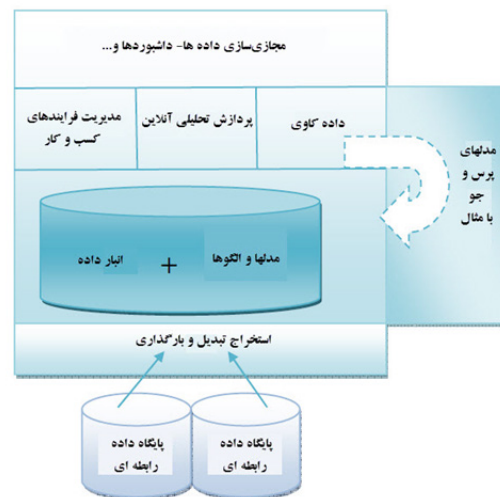 مجازی‌سازی داده ها- داشبوردها و...
داده کاوی
پردازش تحلیلی آنلاین
مدیریت فرایندهای
کسب و کار
مدلهای
پرس و
جو
با مثال
مدلها و الگوها
+
انبار داده
استخراج تبدیل و بارگذاری
پایگاه داده
رابطه ای
پایگاه داده
رابطه ای